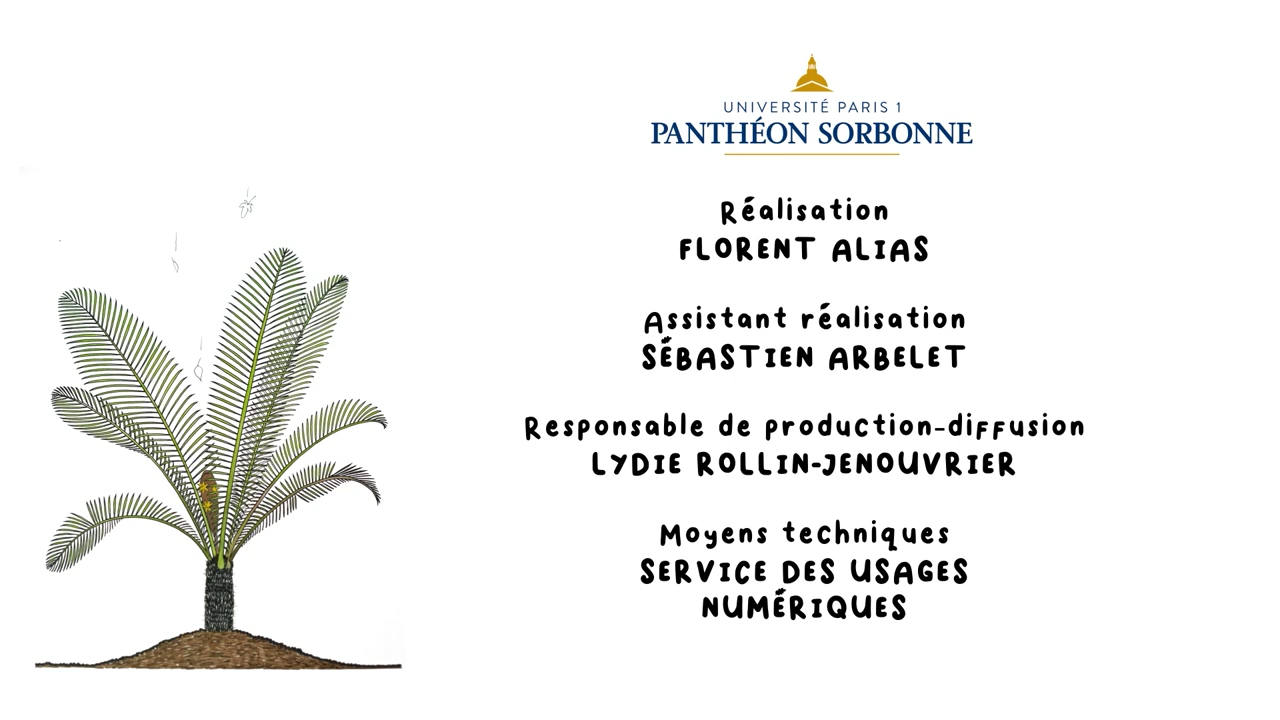 UNIVERSITÉ PARIS 1
PANTHÉON SORBONNE
Réalisation
FLORENT ALIAS
Assistant réalisation
SÉBASTIEN ARBELET
Responsable de production-diffusion
LYDIE ROLLIN-JENOUVRIER
Moyens techniques
SERVICE DES USAGES
NUMÉRIQUES